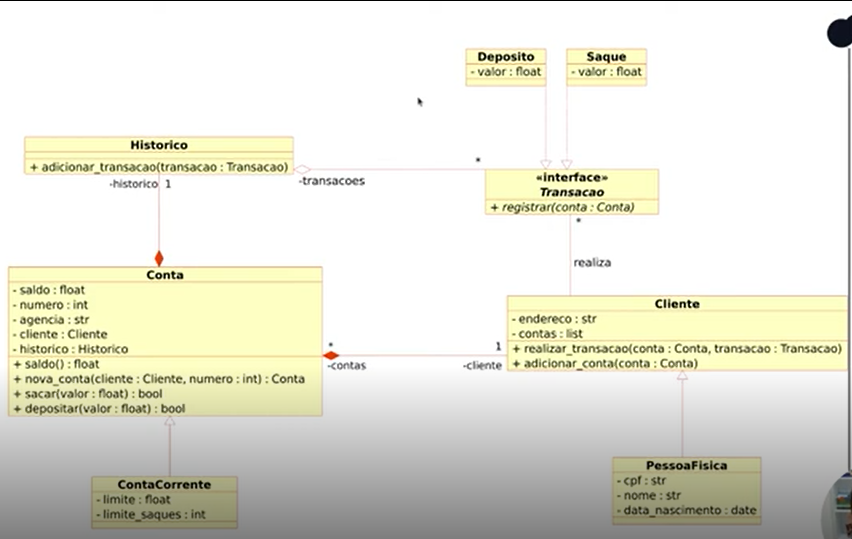 Deposito
- valor : float
Saque
- valor : float
Historico
+ adicionar_transacao(transacao : Transacao)
-historico 1
-transacoes
*
«interface»
Transacao
+ registrar(conta : Conta)
*
realiza
Conta
- saldo : float
- numero : int
- agencia : str
- cliente : Cliente
- historico : Historico
+ saldo() : float
+ nova_conta(cliente : Cliente, numero : int) : Conta
+ sacar(valor : float) : bool
+ depositar(valor : float) : bool
*
-contas
1
-cliente
Cliente
- endereco : str
- contas : list
+ realizar_transacao(conta : Conta, transacao : Transacao)
+ adicionar_conta(conta : Conta)
ContaCorrente
- limite : float
- limite_saques : int
PessoaFisica
- cpf : str
- nome : str
- data_nascimento : date